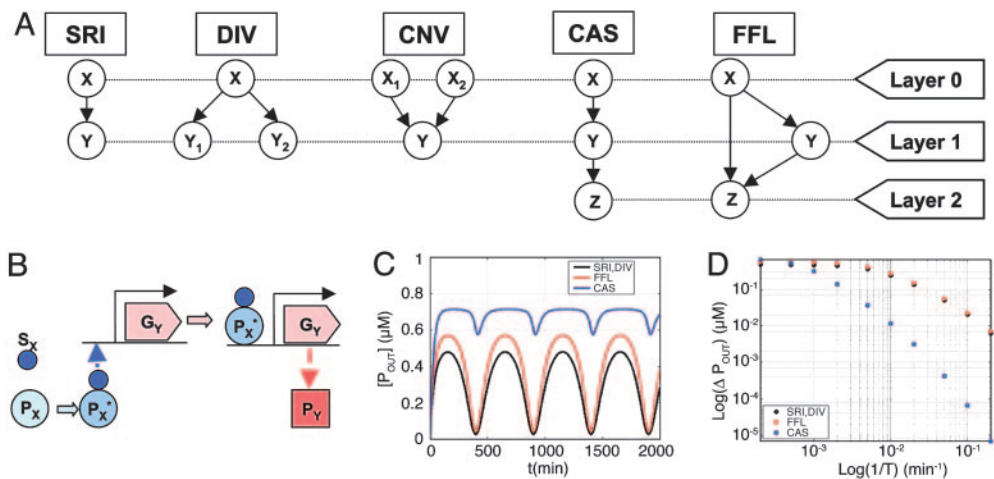 A
SRI DIV CNV CAS FFL
X X X1 X2 X X Layer 0
Y Y1 Y2 Y Y Y Layer 1
Z Z Layer 2
B
SX
GY
PX* GY
PX PX* PY
C
SRI,DIV
FFL
CAS
[POUT] (μM)
1
0.8
0.6
0.4
0.2
0
0 500 1000 1500 2000
t(min)
D
Log(Δ POUT) (μM)
10-1
10-2
10-3
10-4
10-5
SRI,DIV
FFL
CAS
10-3 10-2 10-1
Log(1/T) (min-1)